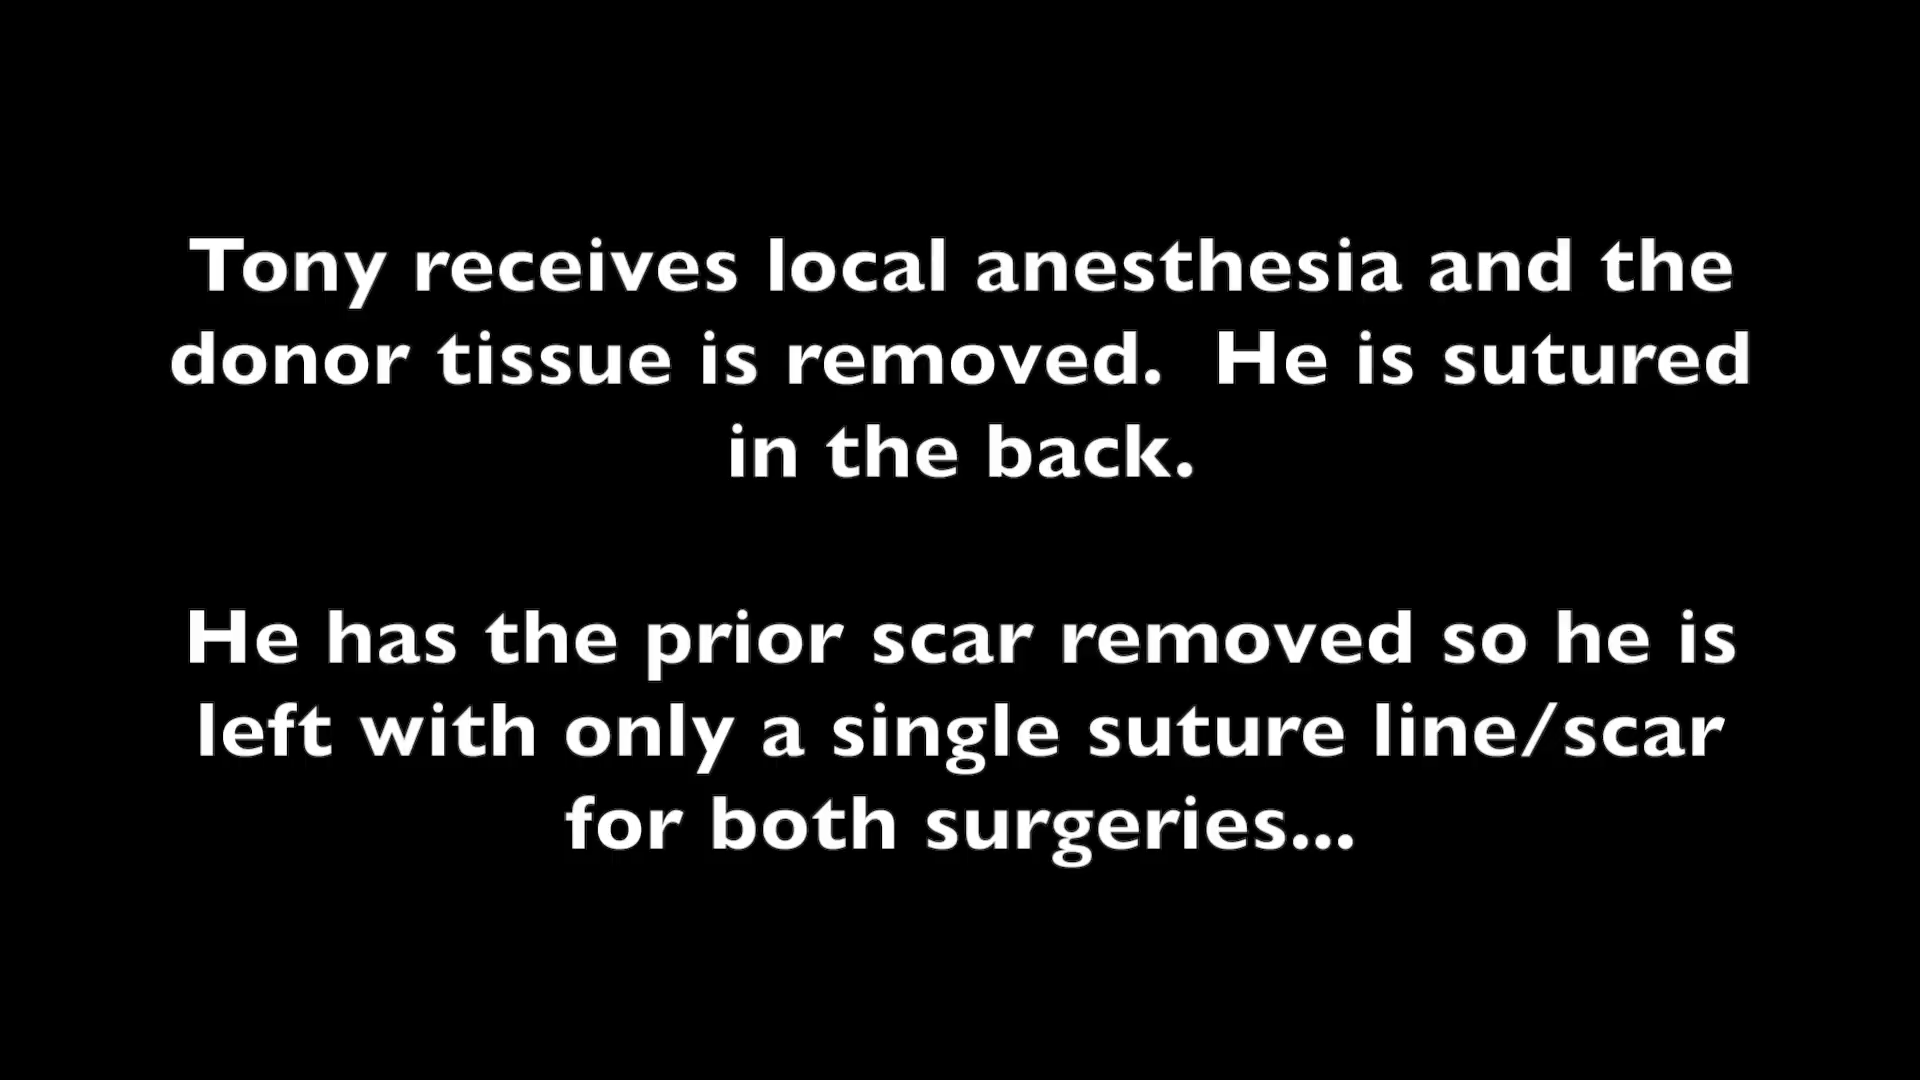 Tony receives local anesthesia and the
donor tissue is removed.  He is sutured
in the back.
He has the prior scar removed so he is
left with only a single suture line/scar
for both surgeries...